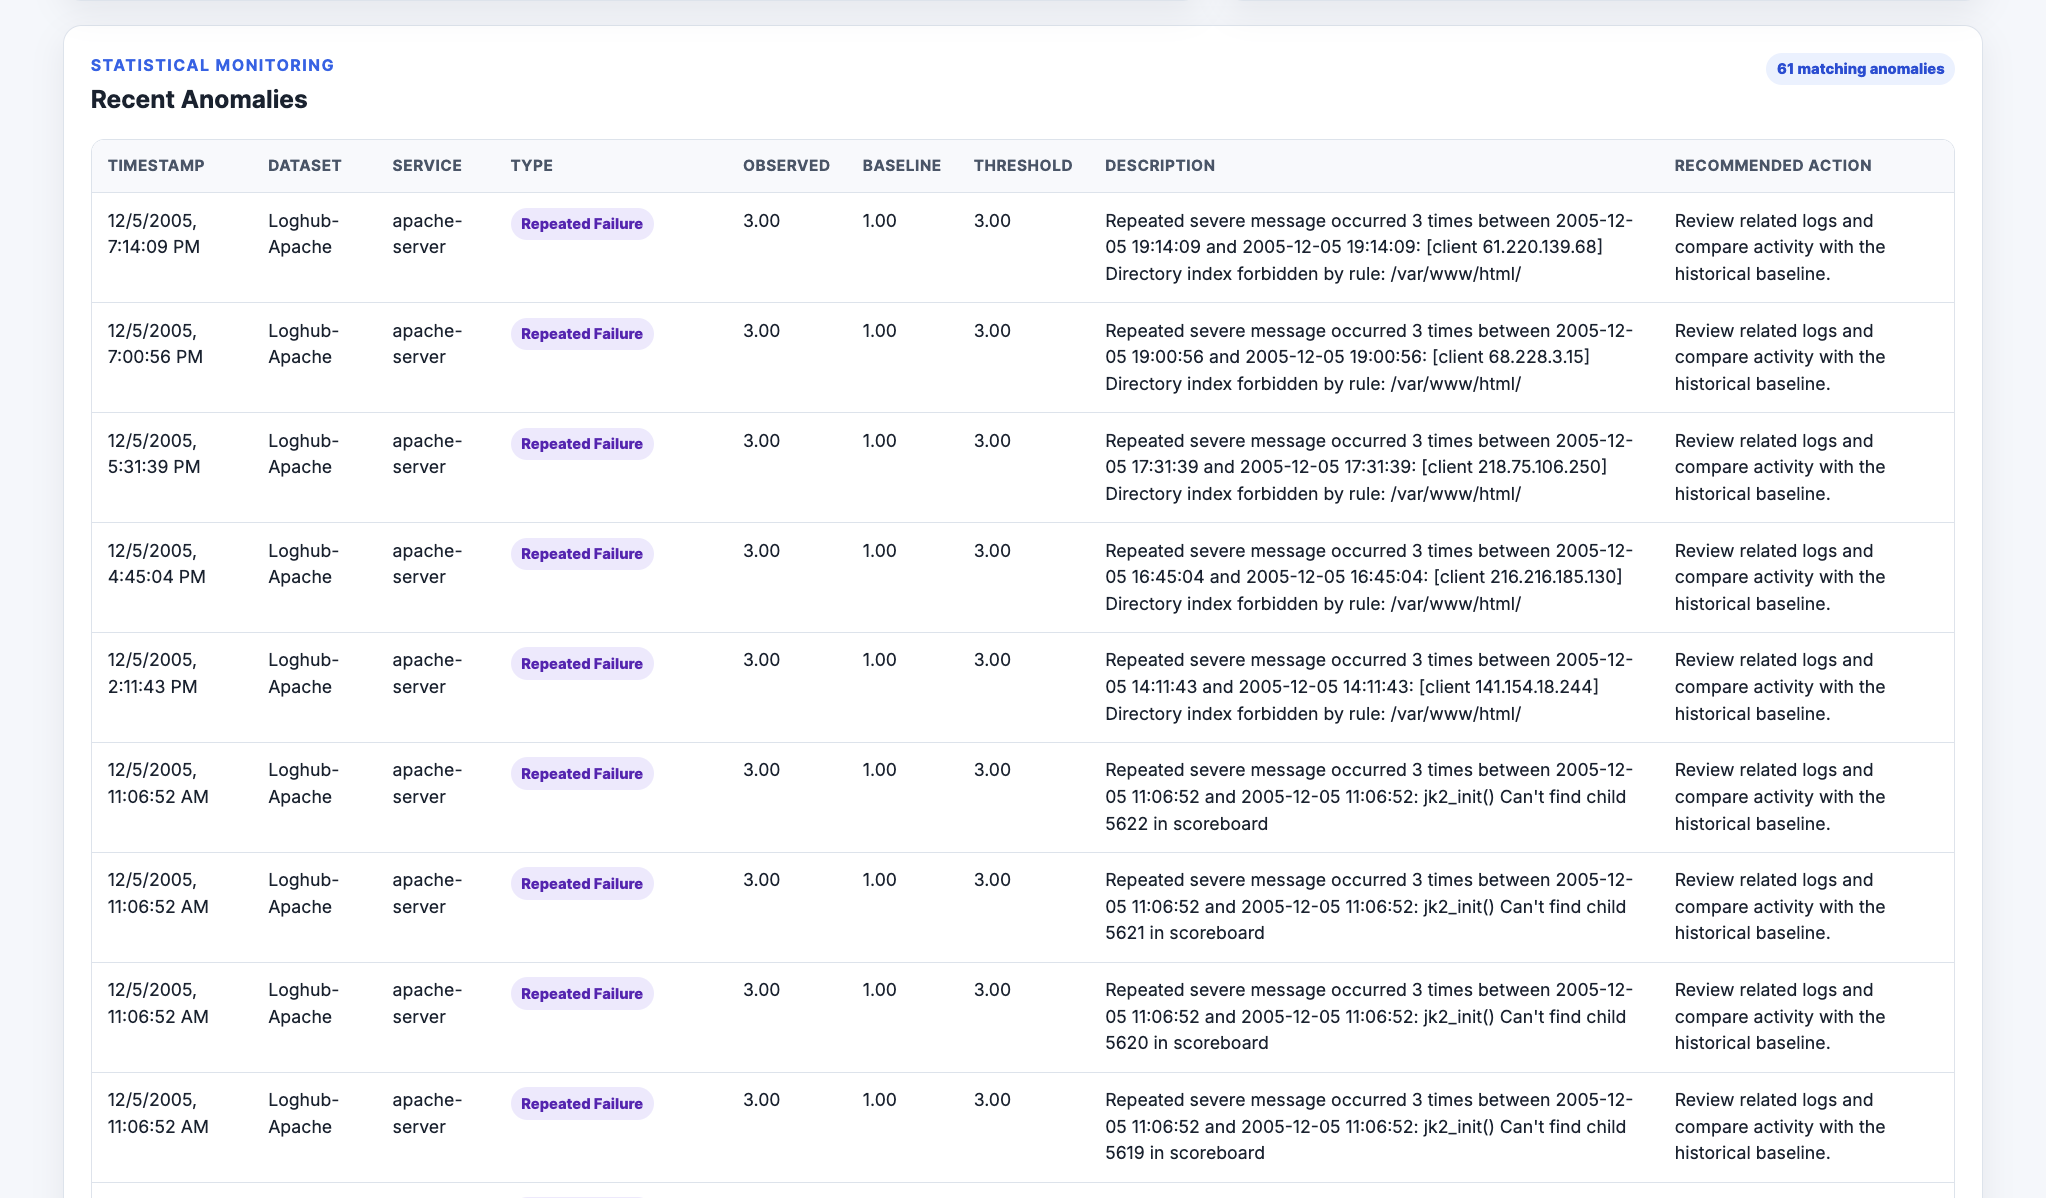 STATISTICAL MONITORING
61 matching anomalies
Recent Anomalies
TIMESTAMP DATASET SERVICE TYPE OBSERVED BASELINE THRESHOLD DESCRIPTION RECOMMENDED ACTION
12/5/2005, Loghub- apache- Repeated Failure 3.00 1.00 3.00 Repeated severe message occurred 3 times between 2005-12- Review related logs and
7:14:09 PM Apache server 05 19:14:09 and 2005-12-05 19:14:09: [client 61.220.139.68] compare activity with the
Directory index forbidden by rule: /var/www/html/ historical baseline.
12/5/2005, Loghub- apache- Repeated Failure 3.00 1.00 3.00 Repeated severe message occurred 3 times between 2005-12- Review related logs and
7:00:56 PM Apache server 05 19:00:56 and 2005-12-05 19:00:56: [client 68.228.3.15] compare activity with the
Directory index forbidden by rule: /var/www/html/ historical baseline.
12/5/2005, Loghub- apache- Repeated Failure 3.00 1.00 3.00 Repeated severe message occurred 3 times between 2005-12- Review related logs and
5:31:39 PM Apache server 05 17:31:39 and 2005-12-05 17:31:39: [client 218.75.106.250] compare activity with the
Directory index forbidden by rule: /var/www/html/ historical baseline.
12/5/2005, Loghub- apache- Repeated Failure 3.00 1.00 3.00 Repeated severe message occurred 3 times between 2005-12- Review related logs and
4:45:04 PM Apache server 05 16:45:04 and 2005-12-05 16:45:04: [client 216.216.185.130] compare activity with the
Directory index forbidden by rule: /var/www/html/ historical baseline.
12/5/2005, Loghub- apache- Repeated Failure 3.00 1.00 3.00 Repeated severe message occurred 3 times between 2005-12- Review related logs and
2:11:43 PM Apache server 05 14:11:43 and 2005-12-05 14:11:43: [client 141.154.18.244] compare activity with the
Directory index forbidden by rule: /var/www/html/ historical baseline.
12/5/2005, Loghub- apache- Repeated Failure 3.00 1.00 3.00 Repeated severe message occurred 3 times between 2005-12- Review related logs and
11:06:52 AM Apache server 05 11:06:52 and 2005-12-05 11:06:52: jk2_init() Can't find child compare activity with the
5622 in scoreboard historical baseline.
12/5/2005, Loghub- apache- Repeated Failure 3.00 1.00 3.00 Repeated severe message occurred 3 times between 2005-12- Review related logs and
11:06:52 AM Apache server 05 11:06:52 and 2005-12-05 11:06:52: jk2_init() Can't find child compare activity with the
5621 in scoreboard historical baseline.
12/5/2005, Loghub- apache- Repeated Failure 3.00 1.00 3.00 Repeated severe message occurred 3 times between 2005-12- Review related logs and
11:06:52 AM Apache server 05 11:06:52 and 2005-12-05 11:06:52: jk2_init() Can't find child compare activity with the
5620 in scoreboard historical baseline.
12/5/2005, Loghub- apache- Repeated Failure 3.00 1.00 3.00 Repeated severe message occurred 3 times between 2005-12- Review related logs and
11:06:52 AM Apache server 05 11:06:52 and 2005-12-05 11:06:52: jk2_init() Can't find child compare activity with the
5619 in scoreboard historical baseline.